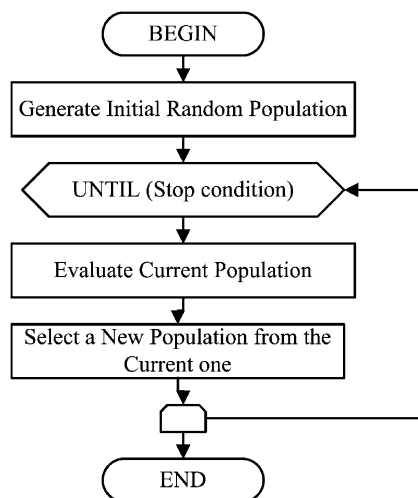 BEGIN
Generate Initial Random Population
UNTIL (Stop condition)
Evaluate Current Population
Select a New Population from the
Current one
END